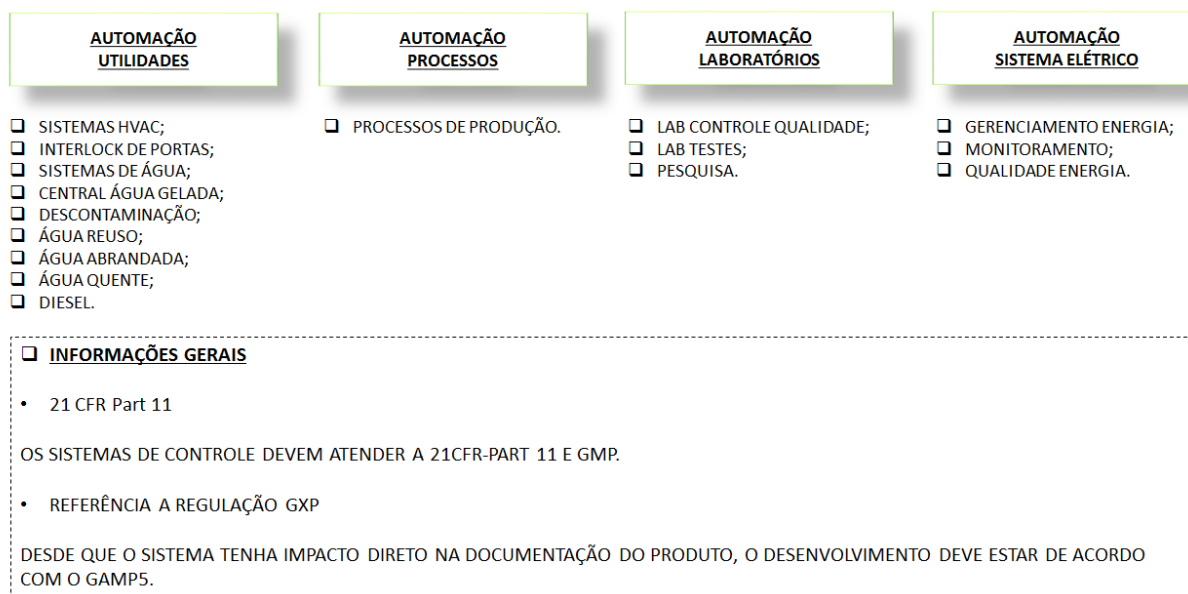 AUTOMAÇÃO
UTILIDADES
AUTOMAÇÃO
PROCESSOS
AUTOMAÇÃO
LABORATÓRIOS
AUTOMAÇÃO
SISTEMA ELÉTRICO
❑ SISTEMAS HVAC;
❑ INTERLOCK DE PORTAS;
❑ SISTEMAS DE ÁGUA;
❑ CENTRAL ÁGUA GELADA;
❑ DESCONTAMINAÇÃO;
❑ ÁGUA REUSO;
❑ ÁGUA ABRANDADA;
❑ ÁGUA QUENTE;
❑ DIESEL.
❑ PROCESSOS DE PRODUÇÃO.
❑ LAB CONTROLE QUALIDADE;
❑ LAB TESTES;
❑ PESQUISA.
❑ GERENCIAMENTO ENERGIA;
❑ MONITORAMENTO;
❑ QUALIDADE ENERGIA.
❑ INFORMAÇÕES GERAIS
• 21 CFR Part 11
OS SISTEMAS DE CONTROLE DEVEM ATENDER A 21CFR-PART 11 E GMP.
• REFERÊNCIA A REGULAÇÃO GXP
DESDE QUE O SISTEMA TENHA IMPACTO DIRETO NA DOCUMENTAÇÃO DO PRODUTO, O DESENVOLVIMENTO DEVE ESTAR DE ACORDO
COM O GAMP5.